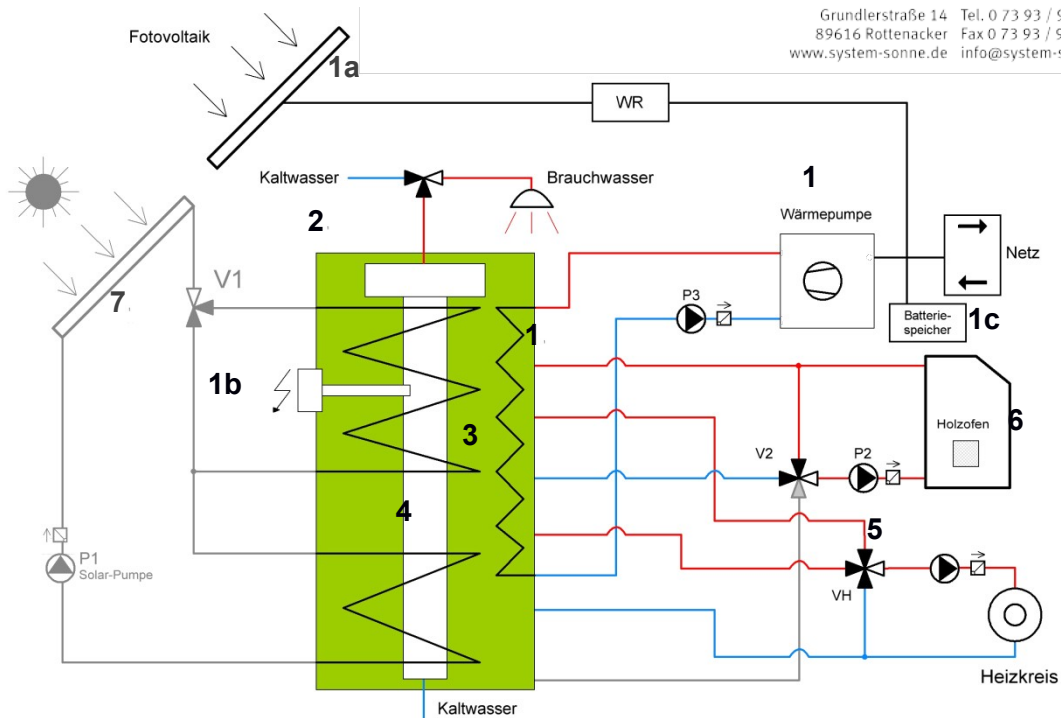 Grundlerstraße 14 Tel. 0 73 93 / 9
89616 Rottenacker Fax 0 73 93 / 9
www.system-sonne.de info@system-s
Fotovoltaik
1a
WR
Kaltwasser
Brauchwasser
1
2
Wärmepumpe
Netz
V1
7
P3
1
Batterie-
speicher
1c
1b
6
Holzofen
3
V2
P2
4
5
P1
Solar-Pumpe
VH
Heizkreis
Kaltwasser